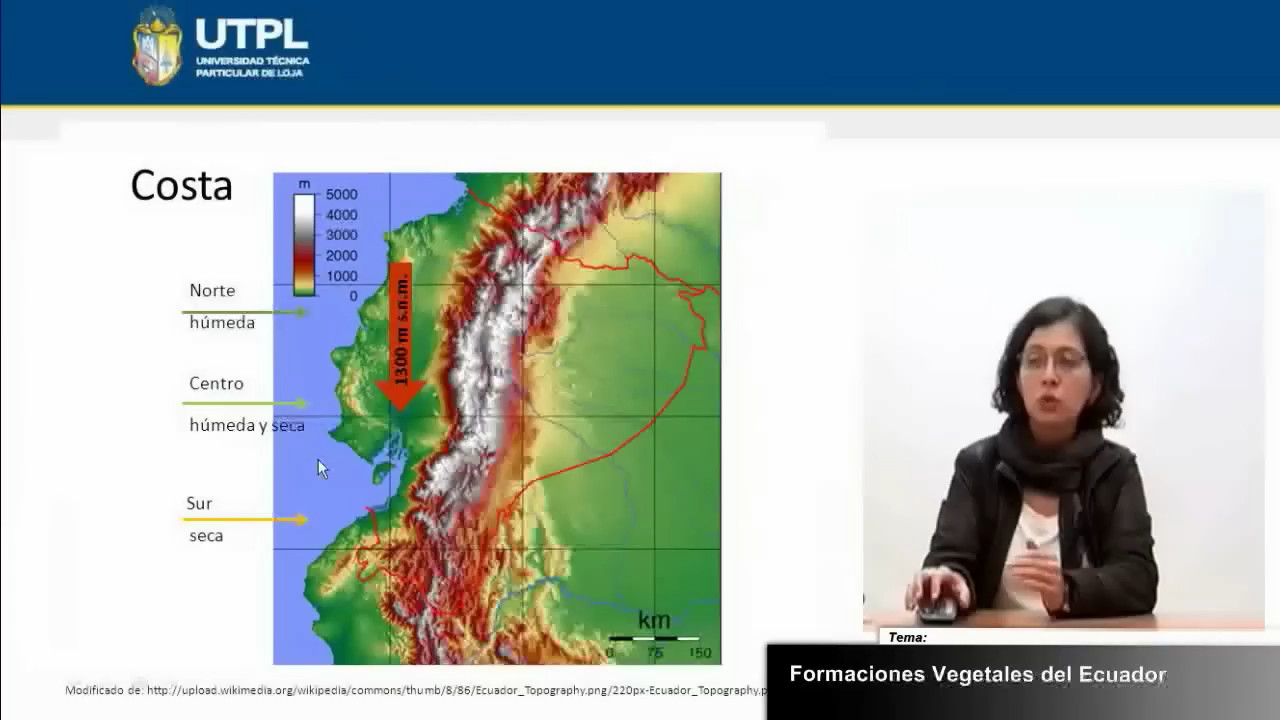 UTPL
UNIVERSIDAD TÉCNICA
PARTICULAR DE LOJA
Costa
m
5000
4000
3000
2000
1000
0
1300 m s.n.m.
Norte
húmeda
Centro
húmeda y seca
Sur
seca
km
0 75 150
Modificado de: http://upload.wikimedia.org/wikipedia/commons/thumb/8/86/Ecuador_Topography.png/220px-Ecuador_Topography.p
Tema:
Formaciones Vegetales del Ecuador